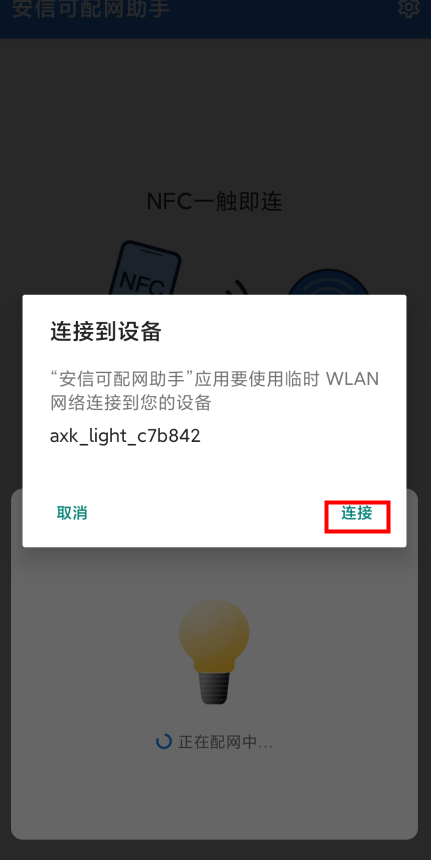 安信可配网助手
NFC一触即连
NFC
连接到设备
“安信可配网助手”应用要使用临时 WLAN
网络连接到您的设备
axk_light_c7b842
取消
连接
正在配网中...